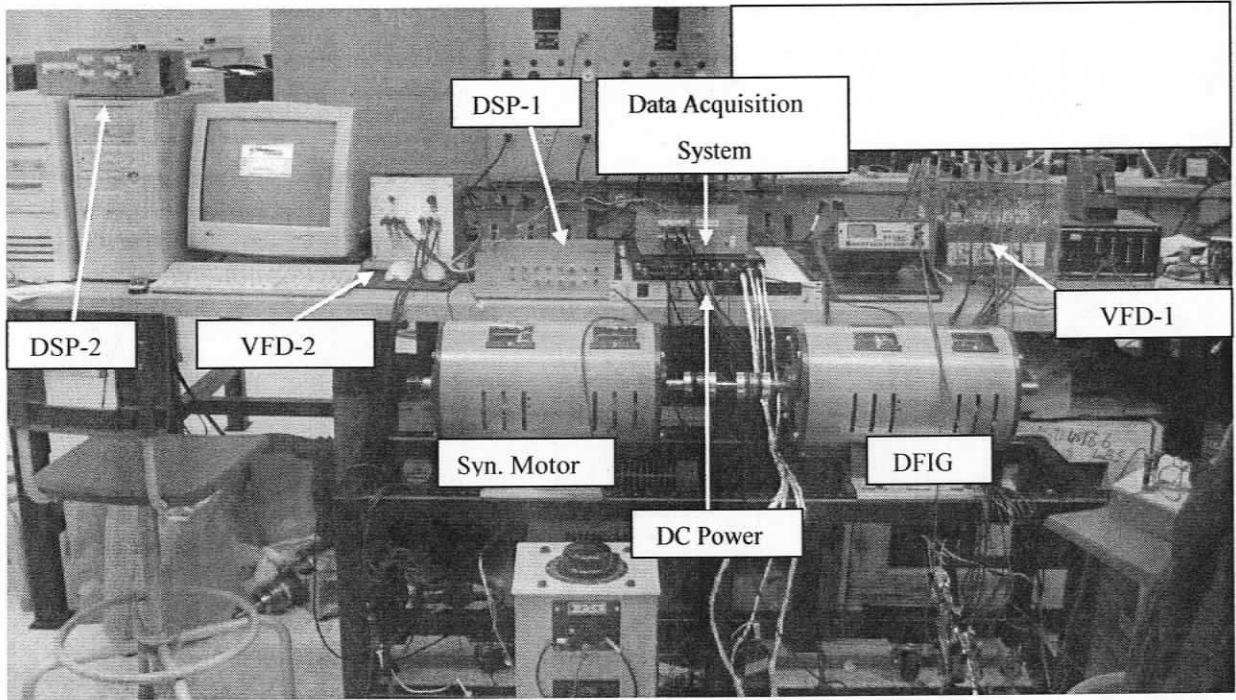 DSP-1
Data Acquisition
System
DSP-2
VFD-2
VFD-1
Syn. Motor
DFIG
DC Power